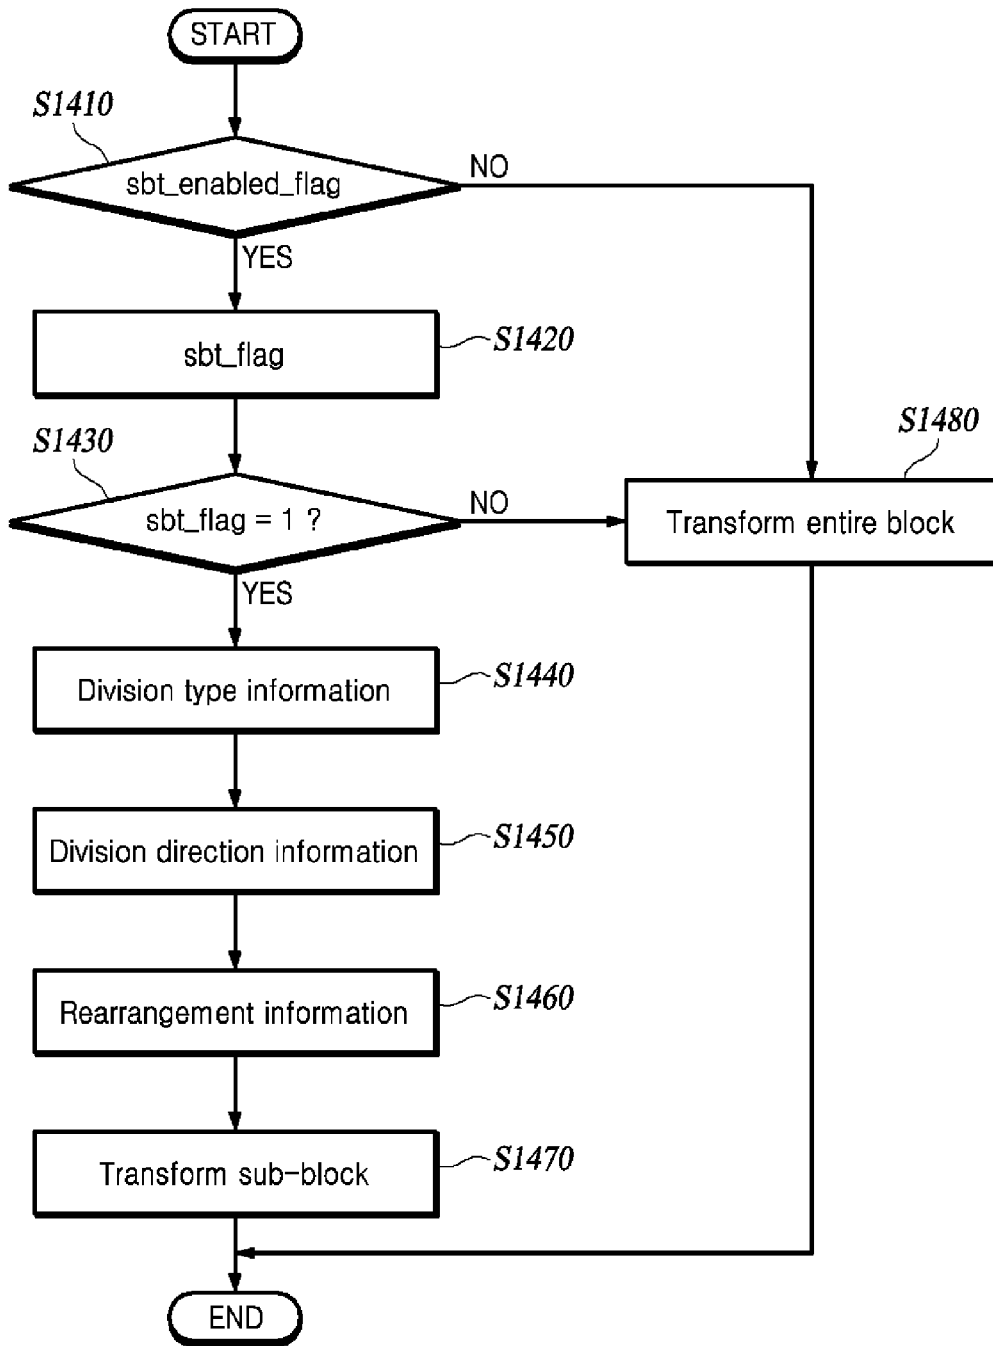 START
S1410
sbt_enabled_flag
NO
YES
sbt_flag
S1420
S1430
sbt_flag = 1 ?
NO
S1480
Transform entire block
YES
Division type information
S1440
Division direction information
S1450
Rearrangement information
S1460
Transform sub-block
S1470
END